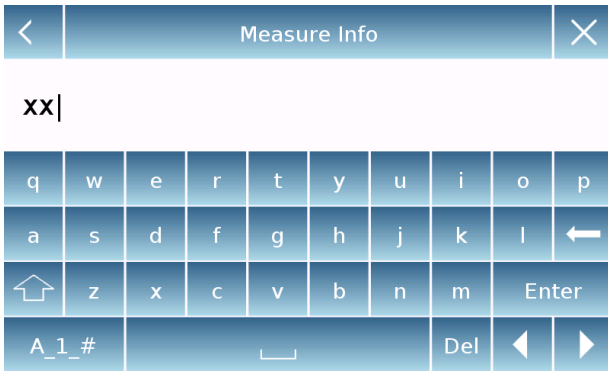 Measure Info
xx
q w e r t y u i o p
a s d f g h j k l
z x c v b n m Enter
A_1_# Del